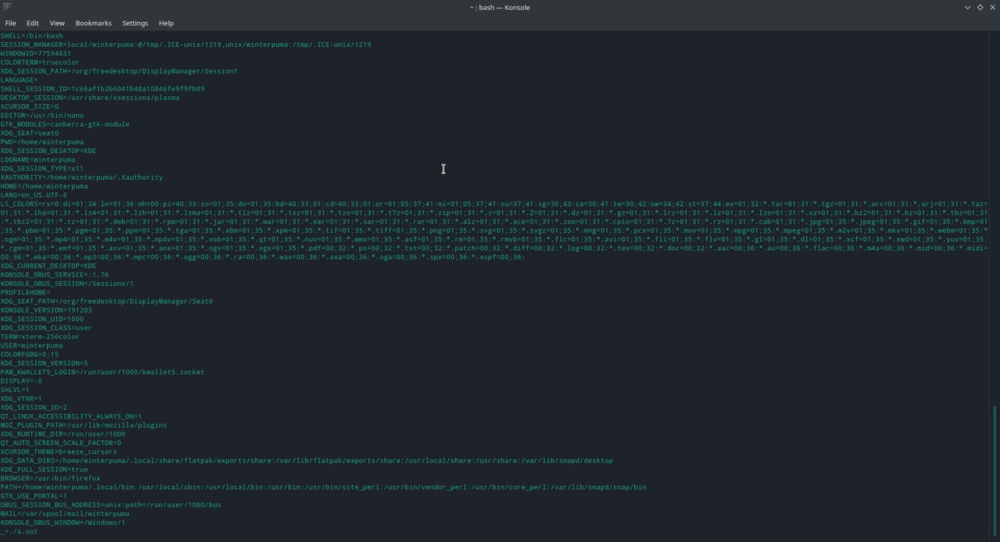 ~ : bash — Konsole
File Edit View Bookmarks Settings Help
SHELL=/bin/bash
SESSION_MANAGER=local/winterpuma:@/tmp/.ICE-unix/1219,unix/winterpuma:/tmp/.ICE-unix/1219
WINDOWID=77594631
COLORTERM=truecolor
XDG_SESSION_PATH=/org/freedesktop/DisplayManager/Session1
LANGUAGE=
SHELL_SESSION_ID=1c66af1b2b6041b48a10846fe9f9fb09
DESKTOP_SESSION=/usr/share/xsessions/plasma
XCURSOR_SIZE=0
EDITOR=/usr/bin/nano
GTK_MODULES=canberra-gtk-module
XDG_SEAT=seat0
PWD=/home/winterpuma
XDG_SESSION_DESKTOP=KDE
LOGNAME=winterpuma
XDG_SESSION_TYPE=x11
XAUTHORITY=/home/winterpuma/.Xauthority
HOME=/home/winterpuma
LANG=en_US.UTF-8
LS_COLORS=rs=0:di=01;34:ln=01;36:mh=00:pi=40;33:so=01;35:do=01;35:bd=40;33;01:cd=40;33;01:or=01;05;37;41:mi=01;05;37;41:su=37;41:sg=30;43:ca=30;41:tw=30;42:ow=34;42:st=37;44:ex=01;32:*.tar=01;31:*.tgz=01;31:*.arc=01;31:*.arj=01;31:*.taz=
01;31:*.lha=01;31:*.lz4=01;31:*.lzh=01;31:*.lzma=01;31:*.tlz=01;31:*.txz=01;31:*.tzo=01;31:*.t7z=01;31:*.zip=01;31:*.z=01;31:*.Z=01;31:*.dz=01;31:*.gz=01;31:*.lrz=01;31:*.lz=01;31:*.lzo=01;31:*.xz=01;31:*.bz2=01;31:*.bz=01;31:*.tbz=01;31
:*.tbz2=01;31:*.tz=01;31:*.deb=01;31:*.rpm=01;31:*.jar=01;31:*.war=01;31:*.ear=01;31:*.sar=01;31:*.rar=01;31:*.alz=01;31:*.ace=01;31:*.zoo=01;31:*.cpio=01;31:*.7z=01;31:*.rz=01;31:*.cab=01;31:*.jpg=01;35:*.jpeg=01;35:*.gif=01;35:*.bmp=01
;35:*.pbm=01;35:*.pgm=01;35:*.ppm=01;35:*.tga=01;35:*.xbm=01;35:*.xpm=01;35:*.tif=01;35:*.tiff=01;35:*.png=01;35:*.svg=01;35:*.svgz=01;35:*.mng=01;35:*.pcx=01;35:*.mov=01;35:*.mpg=01;35:*.mpeg=01;35:*.m2v=01;35:*.mkv=01;35:*.webm=01;35:*
.ogm=01;35:*.mp4=01;35:*.m4v=01;35:*.mp4v=01;35:*.vob=01;35:*.qt=01;35:*.nuv=01;35:*.wmv=01;35:*.asf=01;35:*.rm=01;35:*.rmvb=01;35:*.flc=01;35:*.avi=01;35:*.fli=01;35:*.flv=01;35:*.gl=01;35:*.dl=01;35:*.xcf=01;35:*.xwd=01;35:*.yuv=01;35:
*.cgm=01;35:*.emf=01;35:*.axv=01;35:*.anx=01;35:*.ogv=01;35:*.ogx=01;35:*.pdf=00;32:*.ps=00;32:*.txt=00;32:*.patch=00;32:*.diff=00;32:*.log=00;32:*.tex=00;32:*.doc=00;32:*.aac=00;36:*.au=00;36:*.flac=00;36:*.m4a=00;36:*.mid=00;36:*.midi=
00;36:*.mka=00;36:*.mp3=00;36:*.mpc=00;36:*.ogg=00;36:*.ra=00;36:*.wav=00;36:*.axa=00;36:*.oga=00;36:*.spx=00;36:*.xspf=00;36:
XDG_CURRENT_DESKTOP=KDE
KONSOLE_DBUS_SERVICE=:1.76
KONSOLE_DBUS_SESSION=/Sessions/1
PROFILEHOME=
XDG_SEAT_PATH=/org/freedesktop/DisplayManager/Seat0
KONSOLE_VERSION=191203
KDE_SESSION_UID=1000
XDG_SESSION_CLASS=user
TERM=xterm-256color
USER=winterpuma
COLORFGBG=0;15
KDE_SESSION_VERSION=5
PAM_KWALLET5_LOGIN=/run/user/1000/kwallet5.socket
DISPLAY=:0
SHLVL=1
XDG_VTNR=1
XDG_SESSION_ID=2
QT_LINUX_ACCESSIBILITY_ALWAYS_ON=1
MOZ_PLUGIN_PATH=/usr/lib/mozilla/plugins
XDG_RUNTIME_DIR=/run/user/1000
QT_AUTO_SCREEN_SCALE_FACTOR=0
XCURSOR_THEME=breeze_cursors
XDG_DATA_DIRS=/home/winterpuma/.local/share/flatpak/exports/share:/var/lib/flatpak/exports/share:/usr/local/share:/usr/share:/var/lib/snapd/desktop
KDE_FULL_SESSION=true
BROWSER=/usr/bin/firefox
PATH=/home/winterpuma/.local/bin:/usr/local/sbin:/usr/local/bin:/usr/bin:/usr/bin/site_perl:/usr/bin/vendor_perl:/usr/bin/core_perl:/var/lib/snapd/snap/bin
GTK_USE_PORTAL=1
DBUS_SESSION_BUS_ADDRESS=unix:path=/run/user/1000/bus
MAIL=/var/spool/mail/winterpuma
KONSOLE_DBUS_WINDOW=/Windows/1
_=./a.out